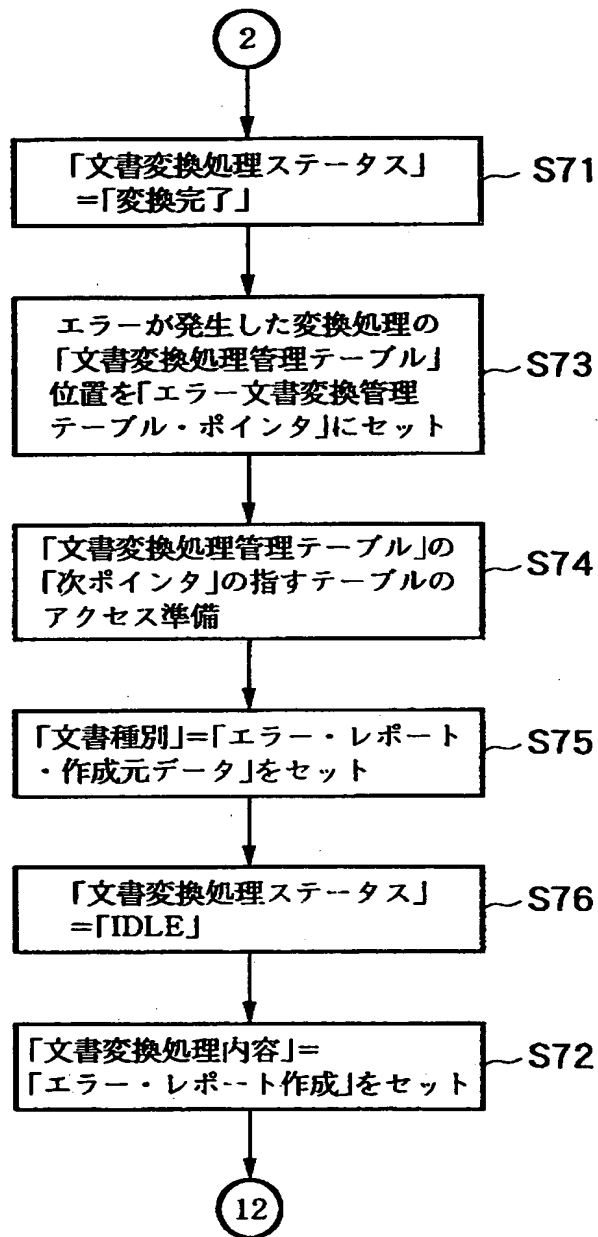 2
「文書変換処理ステータス」
=「変換完了」
S71
エラーが発生した変換処理の
「文書変換処理管理テーブル」
位置を「エラー文書変換管理
テーブル・ポインタ」にセット
S73
「文書変換処理管理テーブル」の
「次ポインタ」の指すテーブルの
アクセス準備
S74
「文書種別」=「エラー・レポート
・作成元データ」をセット
S75
「文書変換処理ステータス」
=「IDLE」
S76
「文書変換処理内容」=
「エラー・レポート作成」をセット
S72
12